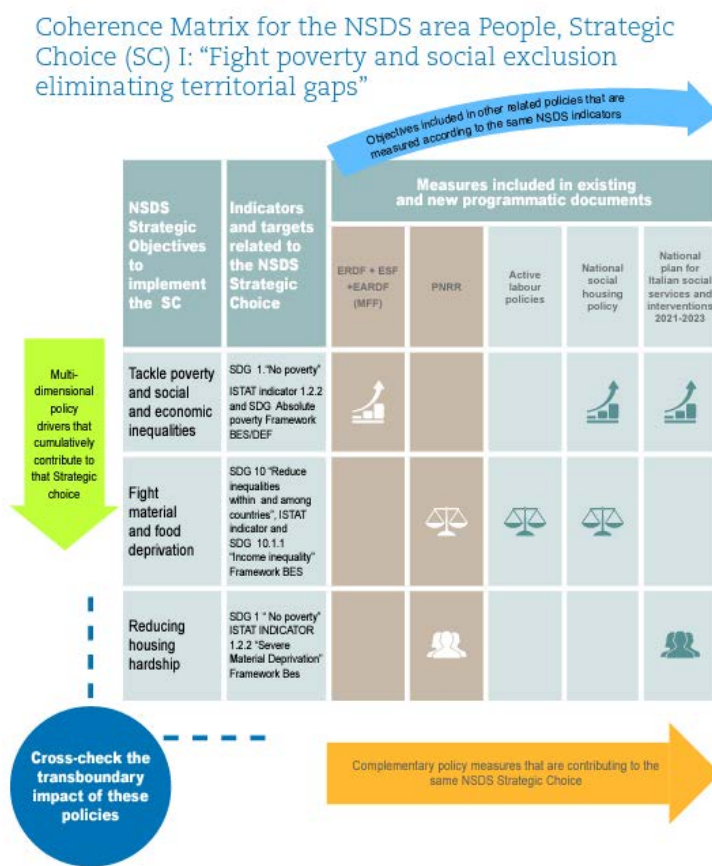 Coherence Matrix for the NSDS area People, Strategic
Choice (SC) I: “Fight poverty and social exclusion
eliminating territorial gaps”
Objectives included in other related policies that are
measured according to the same NSDS indicators
NSDS
Strategic
Objectives
to
implement
the SC
Indicators
and targets
related to
the NSDS
Strategic
Choice
Measures included in existing
and new programmatic documents
ERDF + ESF
+EARDF
(MFF)
PNRR
Active
labour
policies
National
social
housing
policy
National
plan for
Italian social
services and
interventions
2021-2023
Multi-
dimensional
policy
drivers that
cumulatively
contribute to
that Strategic
choice
Tackle poverty
and social
and economic
inequalities
SDG 1.“No poverty”
ISTAT indicator 1.2.2
and SDG Absolute
poverty Framework
BES/DEF
Fight
material
and food
deprivation
SDG 10 “Reduce
inequalities
within and among
countries”, ISTAT
indicator and
SDG 10.1.1
“Income inequality”
Framework BES
Reducing
housing
hardship
SDG 1 “ No poverty”
ISTAT INDICATOR
1.2.2 “Severe
Material Deprivation”
Framework Bes
Cross-check the
transboundary
impact of these
policies
Complementary policy measures that are contributing to the
same NSDS Strategic Choice